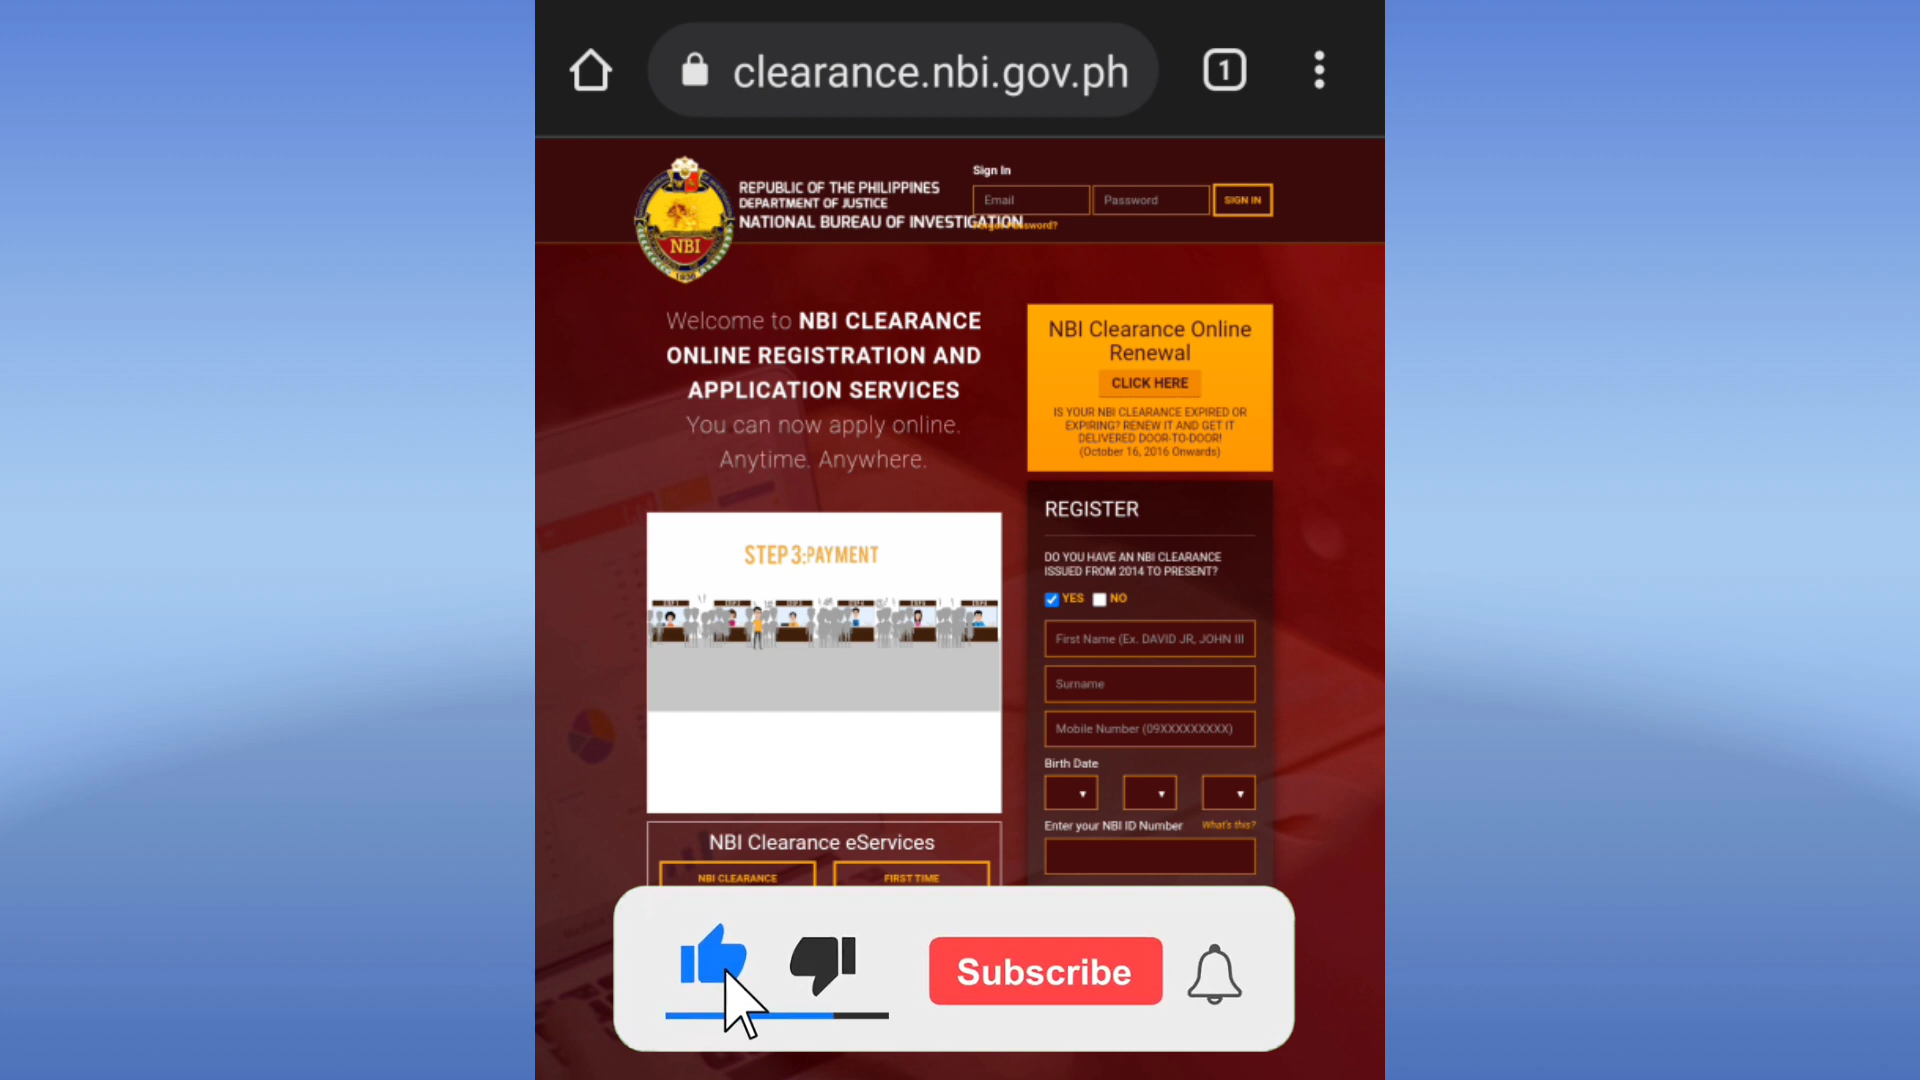 clearance.nbi.gov.ph
1
REPUBLIC OF THE PHILIPPINES
DEPARTMENT OF JUSTICE
NATIONAL BUREAU OF INVESTIGATION
NBI
1936
Sign In
Email
Password
SIGN IN
Welcome to NBI CLEARANCE
ONLINE REGISTRATION AND
APPLICATION SERVICES
You can now apply online.
Anytime. Anywhere.
STEP 3:PAYMENT
NBI Clearance eServices
NBI CLEARANCE
FIRST TIME
NBI Clearance Online
Renewal
CLICK HERE
IS YOUR NBI CLEARANCE EXPIRED OR
EXPIRING? RENEW IT AND GET IT
DELIVERED DOOR-TO-DOOR!
(October 16, 2016 Onwards)
REGISTER
DO YOU HAVE AN NBI CLEARANCE
ISSUED FROM 2014 TO PRESENT?
YES NO
First Name (Ex. DAVID JR, JOHN III
Surname
Mobile Number (09XXXXXXXXX)
Birth Date
Enter your NBI ID Number What's this?
Subscribe